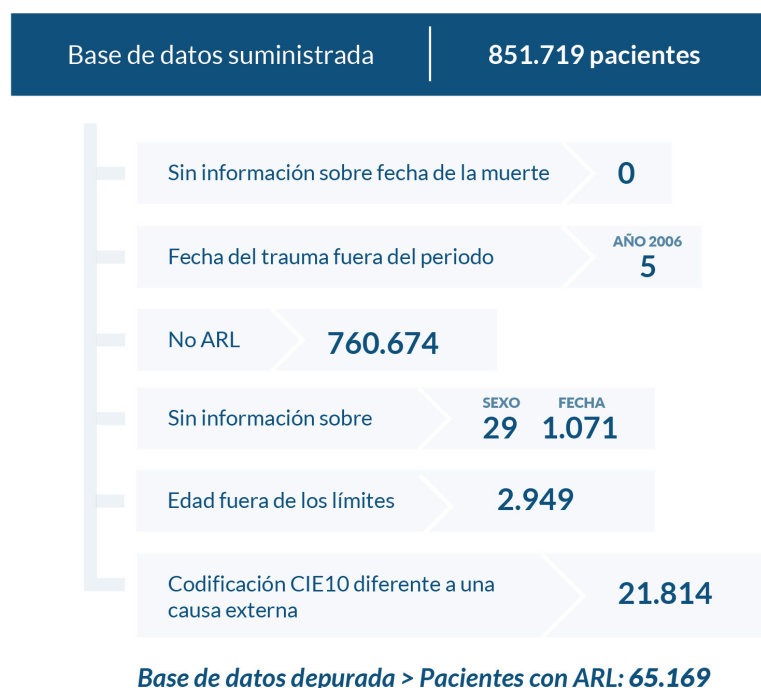 Base de datos suministrada
851.719 pacientes
Sin información sobre fecha de la muerte
0
Fecha del trauma fuera del periodo
AÑO 2006
5
No ARL
760.674
Sin información sobre
SEXO
29
FECHA
1.071
Edad fuera de los límites
2.949
Codificación CIE10 diferente a una
causa externa
21.814
Base de datos depurada > Pacientes con ARL: 65.169